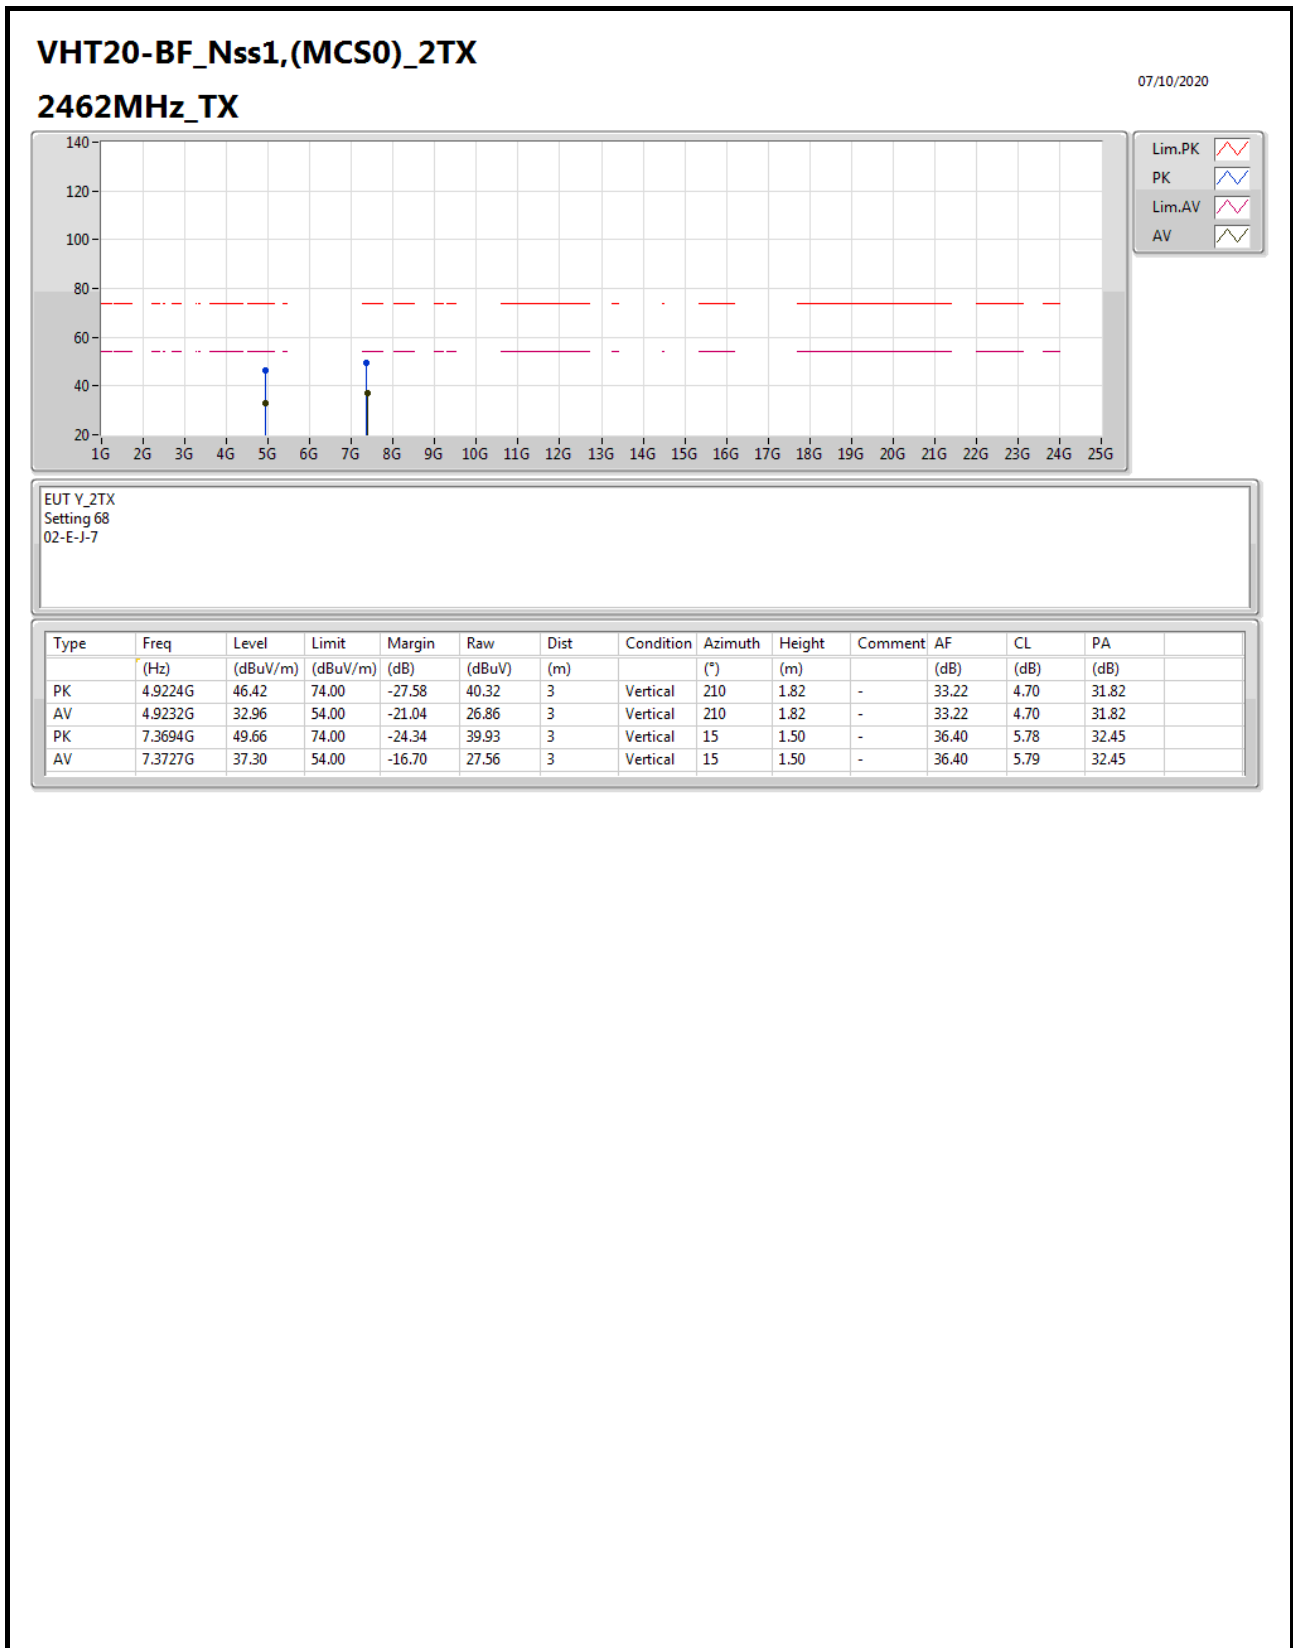 VHT20-BF_Nss1,(MCS0)_2TX
07/10/2020
2462MHz_TX
140
120
100
80
60
40
20
1G 2G 3G 4G 5G 6G 7G 8G 9G 10G 11G 12G 13G 14G 15G 16G 17G 18G 19G 20G 21G 22G 23G 24G 25G
Lim.PK
PK
Lim.AV
AV
EUT Y_2TX
Setting 68
02-E-J-7
Type Freq Level Limit Margin Raw Dist Condition Azimuth Height Comment AF CL PA
(Hz) (dBuV/m) (dBuV/m) (dB) (dBuV) (m) (°) (m) (dB) (dB) (dB)
PK 4.9224G 46.42 74.00 -27.58 40.32 3 Vertical 210 1.82 - 33.22 4.70 31.82
AV 4.9232G 32.96 54.00 -21.04 26.86 3 Vertical 210 1.82 - 33.22 4.70 31.82
PK 7.3694G 49.66 74.00 -24.34 39.93 3 Vertical 15 1.50 - 36.40 5.78 32.45
AV 7.3727G 37.30 54.00 -16.70 27.56 3 Vertical 15 1.50 - 36.40 5.79 32.45